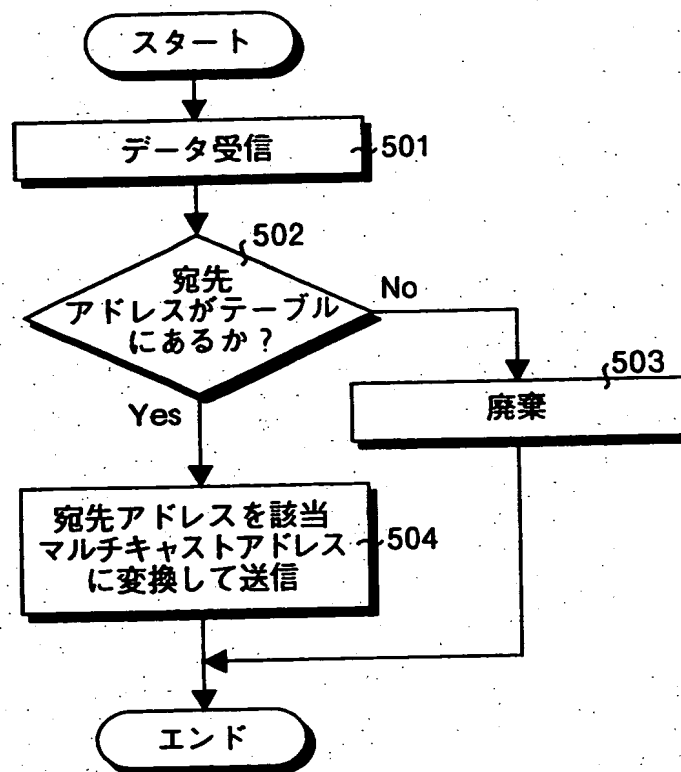 スタート
データ受信
501
502
宛先
アドレスがテーブル
にあるか？
No
Yes
503
廃棄
宛先アドレスを該当
マルチキャストアドレス
に変換して送信
504
エンド